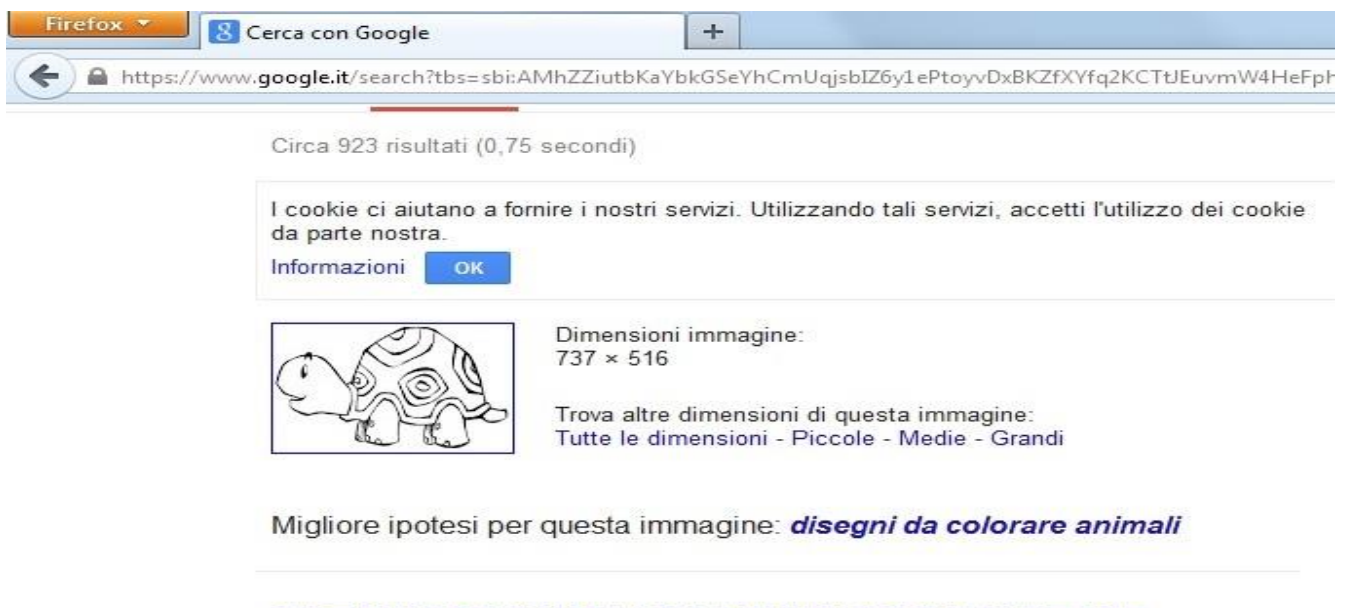 Firefox
8 Cerca con Google +
https://www.google.it/search?tbs=sbi:AMhZZiutbKaYbkGSeYhCmUqjsbIZ6y1ePtoyvDxBKZfXYfq2KCTtJEuvmW4HeFph
Circa 923 risultati (0,75 secondi)
I cookie ci aiutano a fornire i nostri servizi. Utilizzando tali servizi, accetti l'utilizzo dei cookie
da parte nostra.
Informazioni OK
Dimensioni immagine:
737 × 516
Trova altre dimensioni di questa immagine:
Tutte le dimensioni - Piccole - Medie - Grandi
Migliore ipotesi per questa immagine: disegni da colorare animali